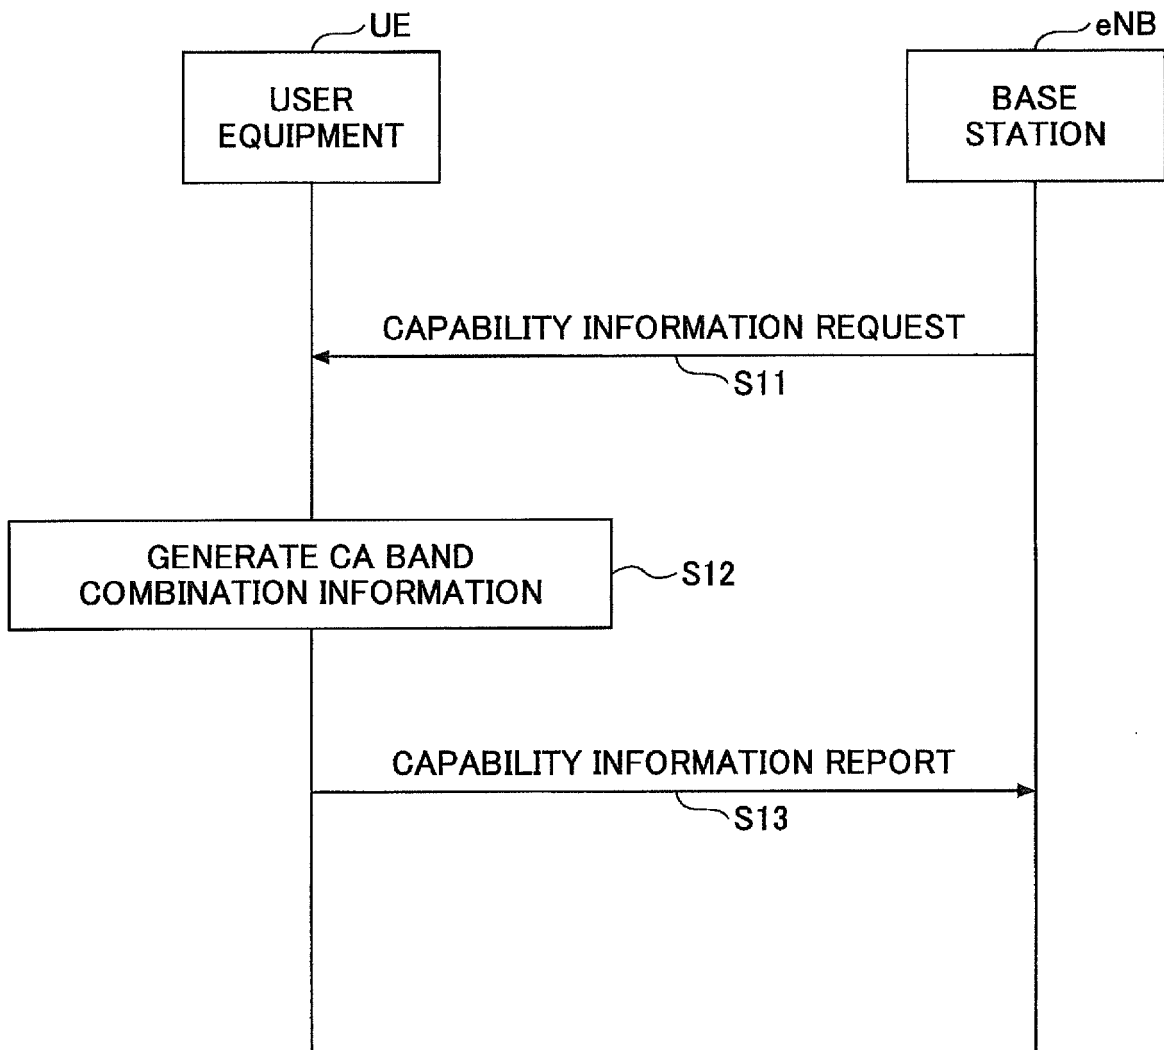 UE
eNB
USER
EQUIPMENT
BASE
STATION
CAPABILITY INFORMATION REQUEST
S11
GENERATE CA BAND
COMBINATION INFORMATION
S12
CAPABILITY INFORMATION REPORT
S13